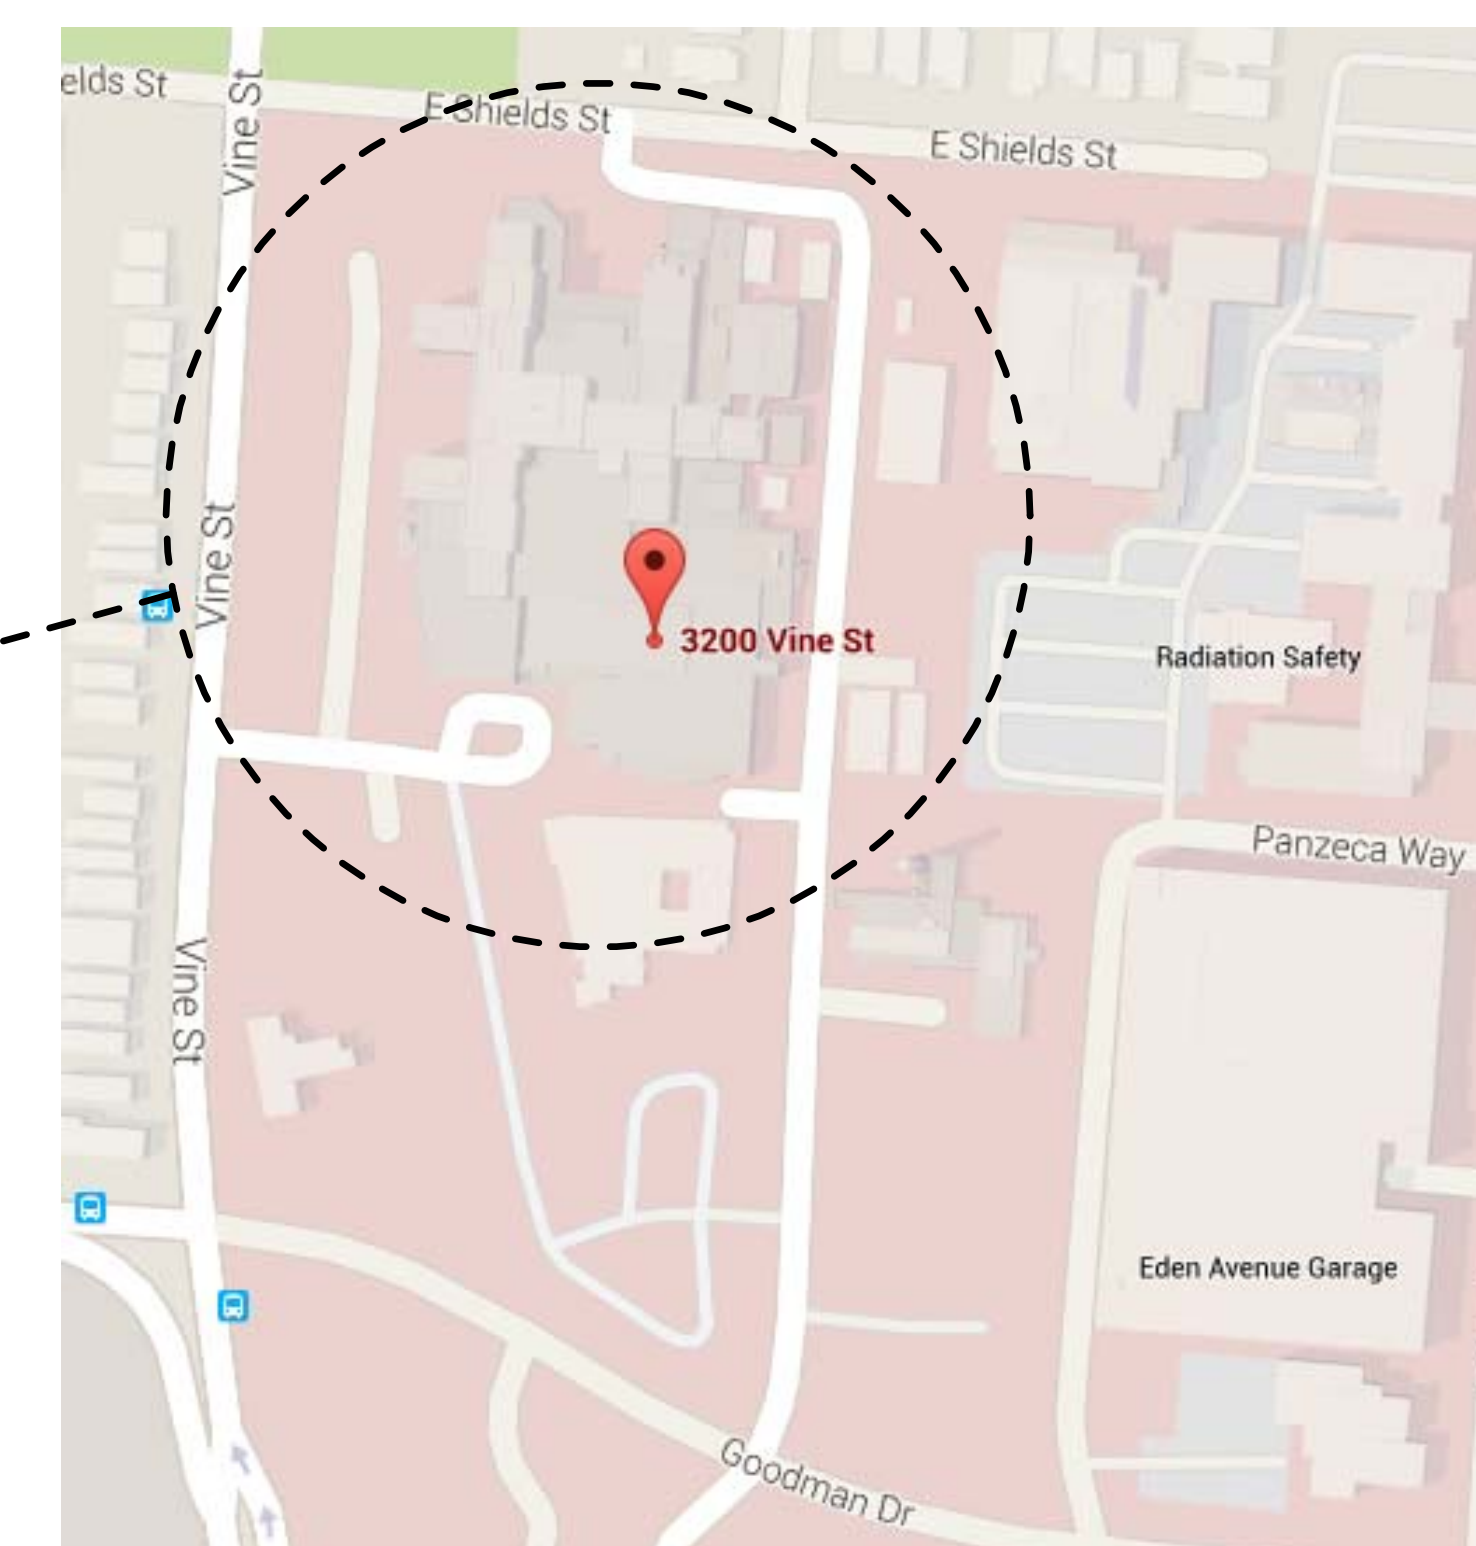 elds St
Vine St
E Shields St
E Shields St
Vine St
3200 Vine St
Radiation Safety
Panzeca Way
Vine St
Eden Avenue Garage
Goodman Dr